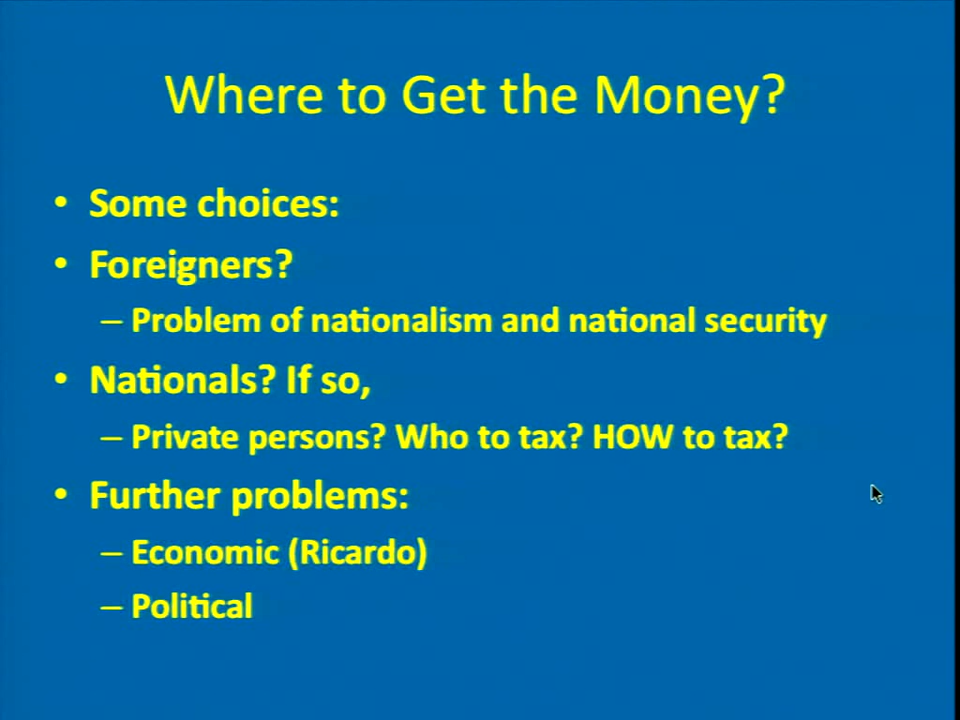 Where to Get the Money?
• Some choices:
• Foreigners?
– Problem of nationalism and national security
• Nationals? If so,
– Private persons? Who to tax? HOW to tax?
• Further problems:
– Economic (Ricardo)
– Political